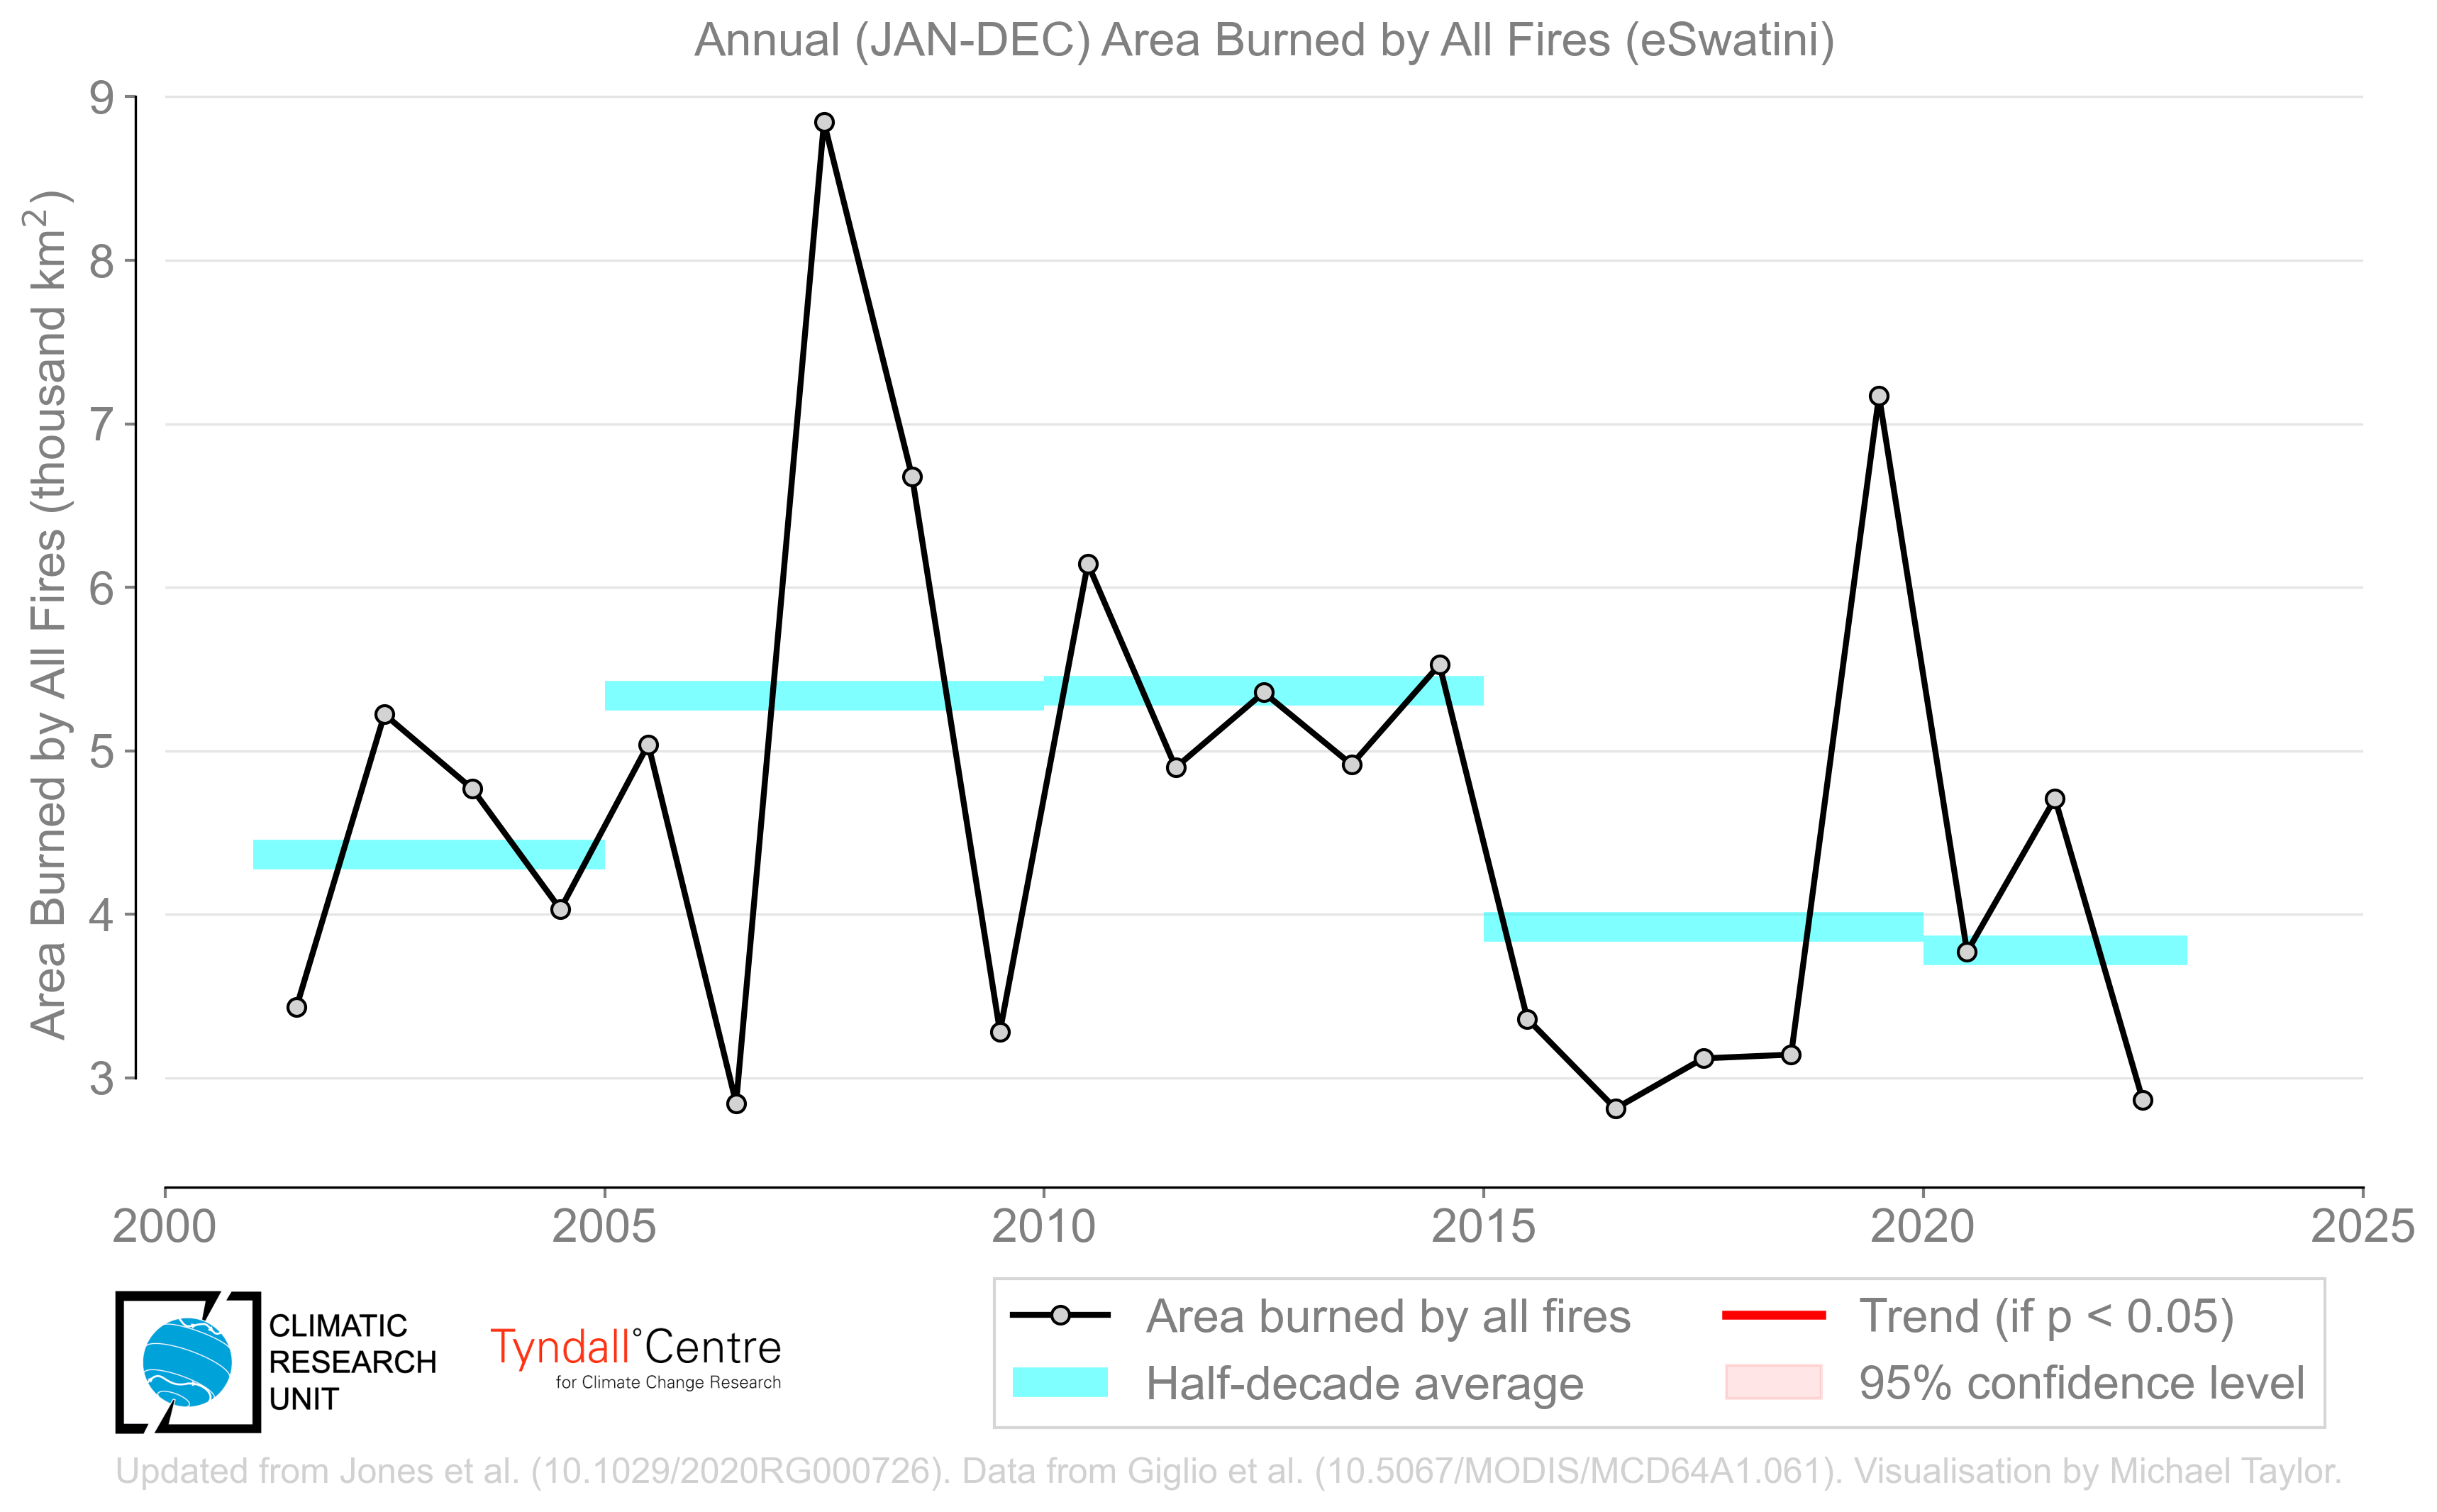 Annual (JAN-DEC) Area Burned by All Fires (eSwatini)
Area Burned by All Fires (thousand km²)
9
8
7
6
5
4
3
2000
2005
2010
2015
2020
2025
CLIMATIC
RESEARCH
UNIT
Tyndall°Centre
for Climate Change Research
Area burned by all fires
Half-decade average
Trend (if p < 0.05)
95% confidence level
Updated from Jones et al. (10.1029/2020RG000726). Data from Giglio et al. (10.5067/MODIS/MCD64A1.061). Visualisation by Michael Taylor.